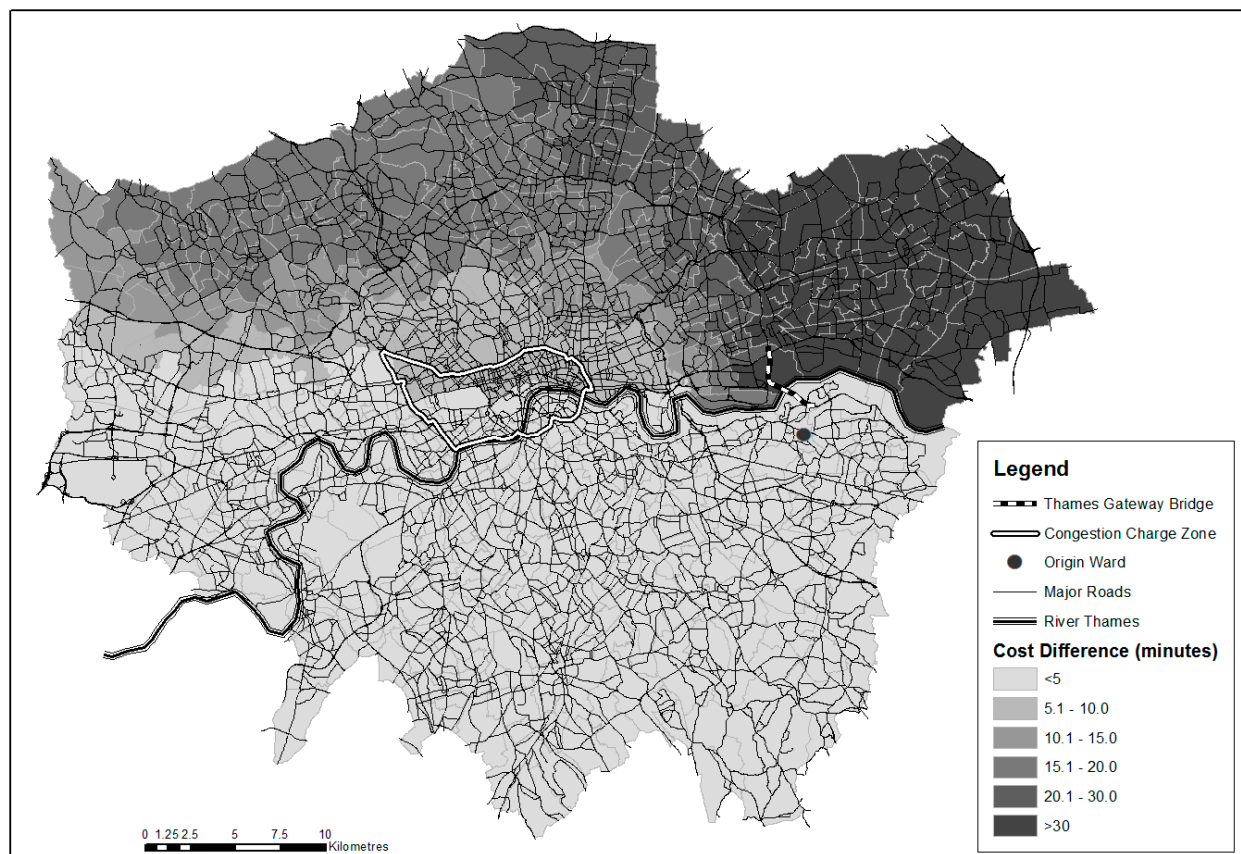 Legend
Thames Gateway Bridge
Congestion Charge Zone
Origin Ward
Major Roads
River Thames
Cost Difference (minutes)
<5
5.1 - 10.0
10.1 - 15.0
15.1 - 20.0
20.1 - 30.0
>30
0 1.25 2.5 5 7.5 10
Kilometres